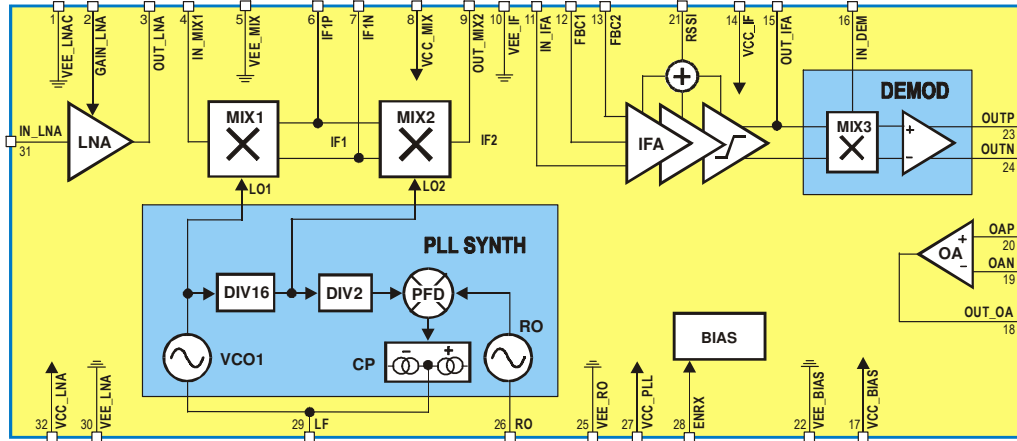 1 2 3 4 5 6 7 8 9 10 11 12 13 21 14 15 16
VEE_LNAC
GAIN_LNA
OUT_LNA
IN_MIX1
VEE_MIX
IF1P
IF1N
VCC_MIX
OUT_MIX2
VEE_IF
IN_IFA
FBC1
FBC2
RSSI
VCC_IF
OUT_IFA
IN_DEM
IN_LNA
31
LNA
MIX1
IF1
MIX2
IF2
LO1
LO2
+
IFA
DEMOD
MIX3
+
−
OUTP
23
OUTN
24
PLL SYNTH
DIV16
DIV2
PFD
VCO1
CP
− +
RO
BIAS
OA
+
−
OAP
20
OAN
19
OUT_OA
18
32 VCC_LNA
30 VEE_LNA
29 LF
26 RO
25 VEE_RO
27 VCC_PLL
28 ENRX
22 VEE_BIAS
17 VCC_BIAS